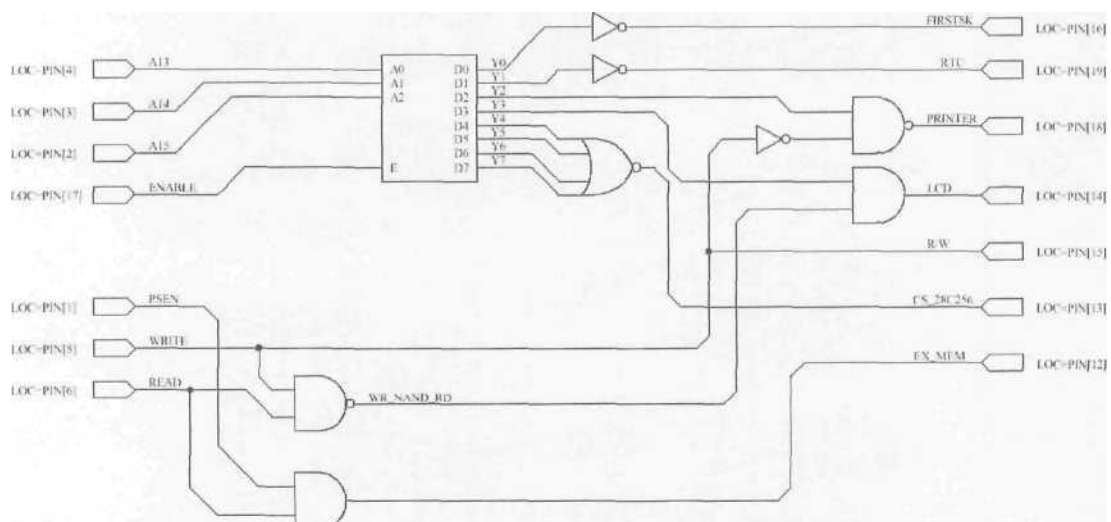 FIRST8K LOC=PIN[16]
LOC=PIN[4] A13
A0 D0 Y0
RTC LOC=PIN[19]
A1 D1 Y1
LOC=PIN[3] A14
A2 D2 Y2
D3 Y3
PRINTER LOC=PIN[18]
D4 Y4
LOC=PIN[2] A15
D5 Y5
D6 Y6
E D7 Y7
LOC=PIN[17] ENABLE
LCD LOC=PIN[14]
R/W LOC=PIN[15]
LOC=PIN[1] PSEN
CS_28C256 LOC=PIN[13]
LOC=PIN[5] WRITE
EX_MEM LOC=PIN[12]
LOC=PIN[6] READ
WR_NAND_RD